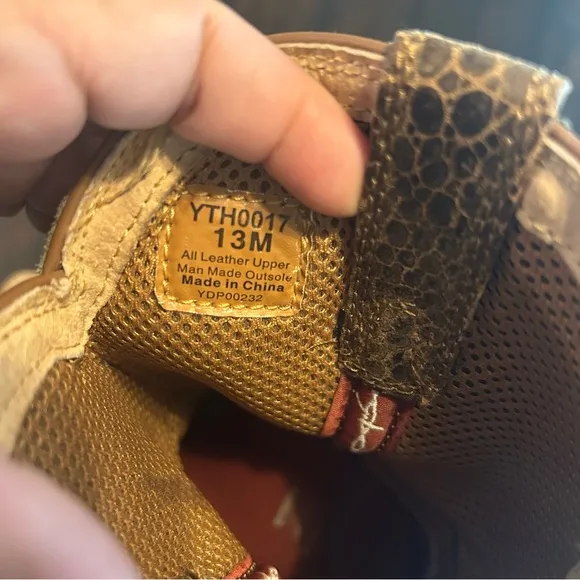 YTH0017
13M
All Leather Upper
Man Made Outsole
Made in China
YDP00232